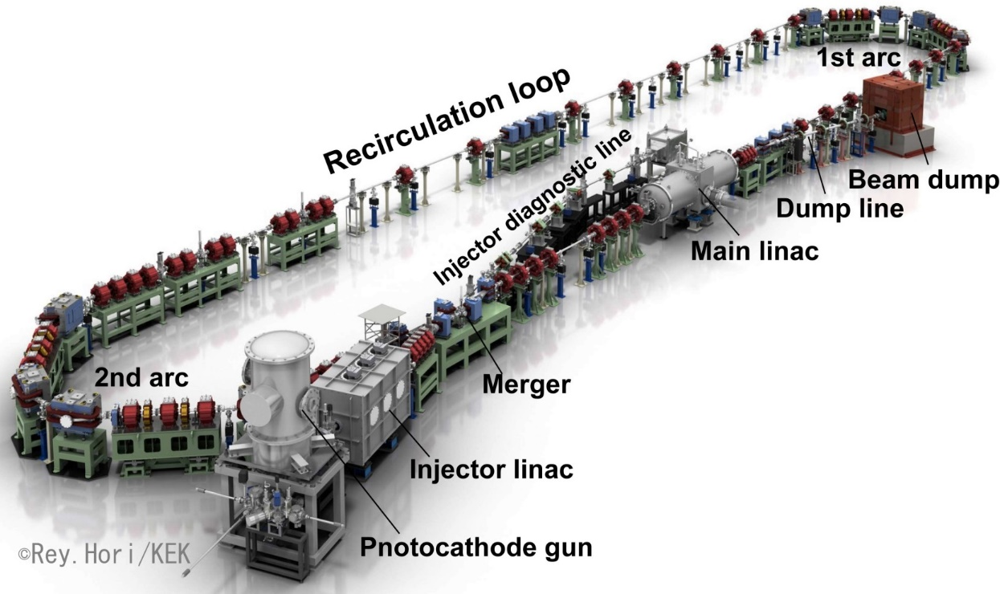 1st arc
Recirculation loop
Injector diagnostic line
Beam dump
Dump line
Main linac
2nd arc
Merger
Injector linac
Pnotocathode gun
©Rey.Hori/KEK